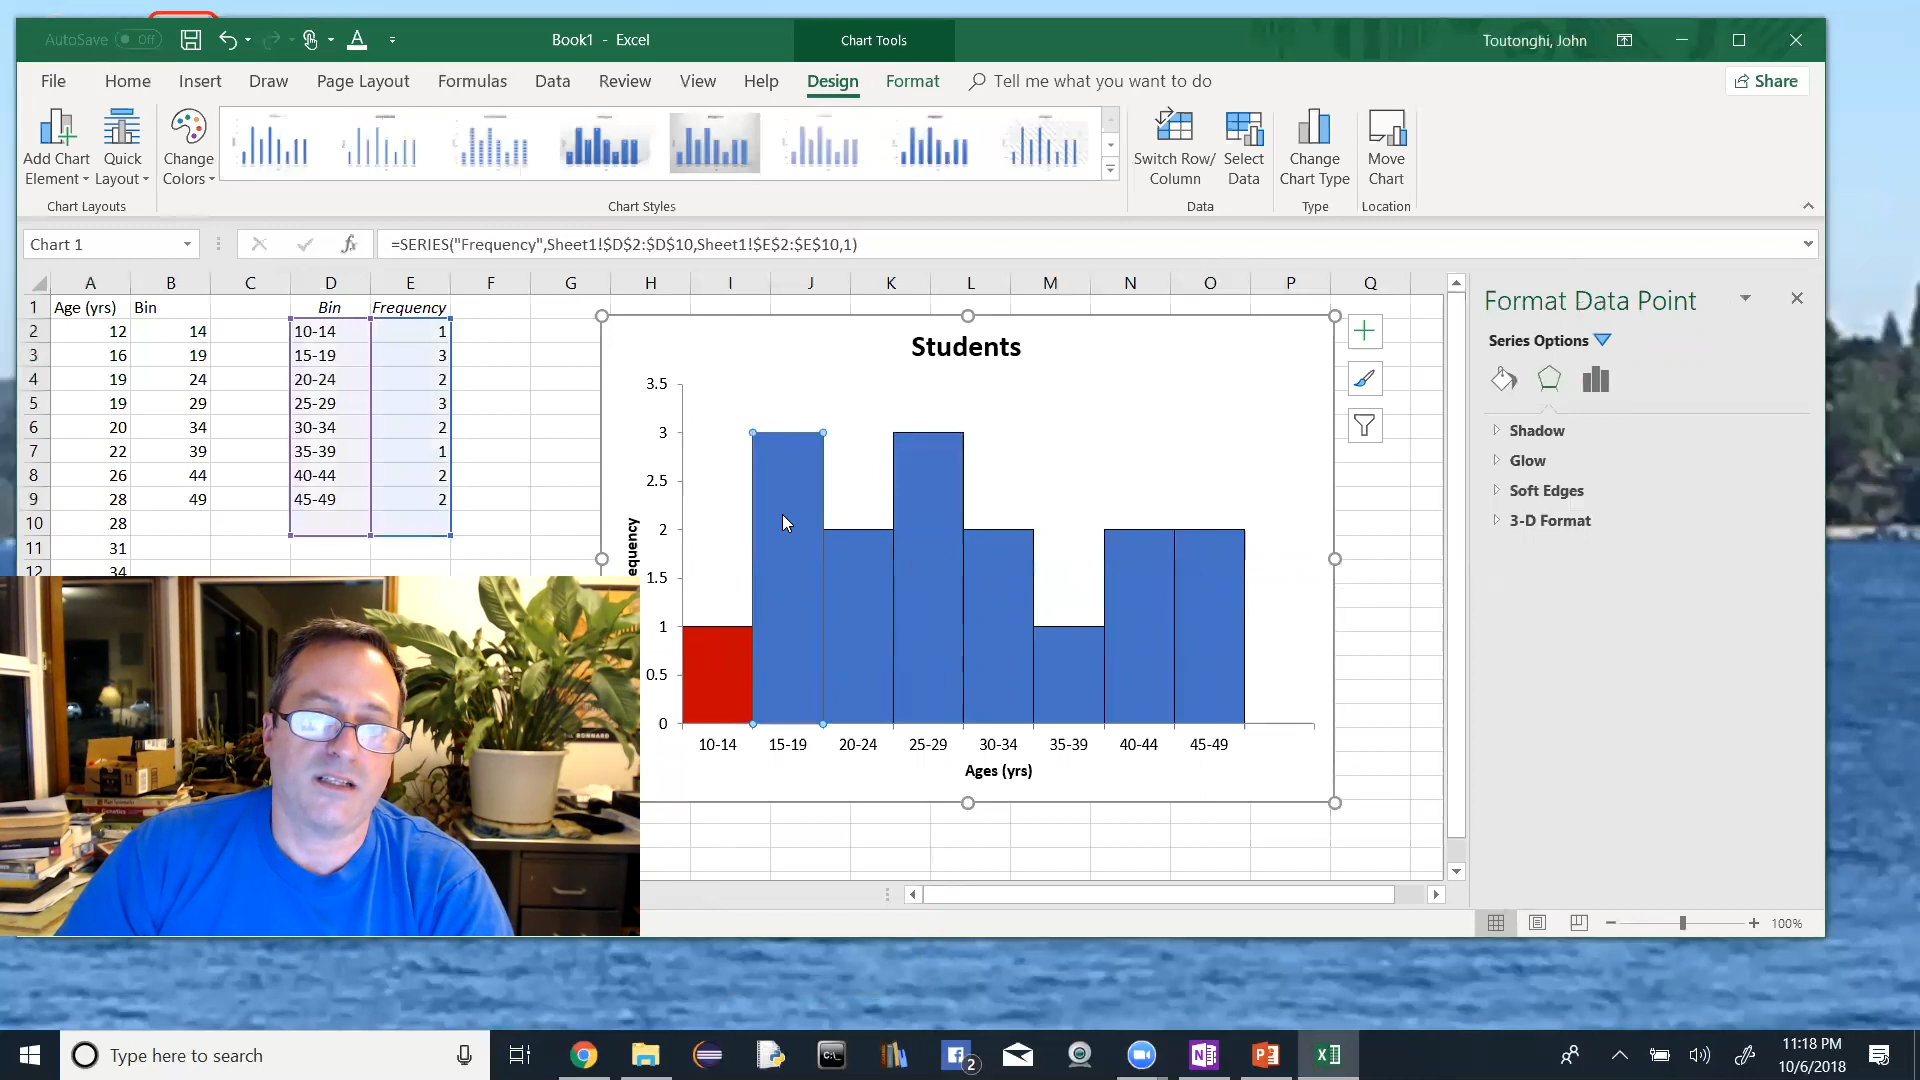 AutoSave Off
Book1 - Excel
Chart Tools
Toutonghi, John
File Home Insert Draw Page Layout Formulas Data Review View Help Design Format Tell me what you want to do Share
Add Chart Element
Quick Layout
Change Colors
Switch Row/ Column
Select Data
Change Chart Type
Move Chart
Chart Layouts
Chart Styles
Data
Type
Location
Chart 1
fx
=SERIES("Frequency",Sheet1!$D$2:$D$10,Sheet1!$E$2:$E$10,1)
A B C D E F G H I J K L M N O P Q
1 Age (yrs) Bin Bin Frequency
2 12 14 10-14 1
3 16 19 15-19 3
4 19 24 20-24 2
5 19 29 25-29 3
6 20 34 30-34 2
7 22 39 35-39 1
8 26 44 40-44 2
9 28 49 45-49 2
10 28
11 31
12 34
Students
3.5
3
2.5
2
1.5
1
0.5
0
equency
10-14 15-19 20-24 25-29 30-34 35-39 40-44 45-49
Ages (yrs)
Format Data Point
Series Options
Shadow
Glow
Soft Edges
3-D Format
100%
Genetics
Type here to search
2
11:18 PM
10/6/2018